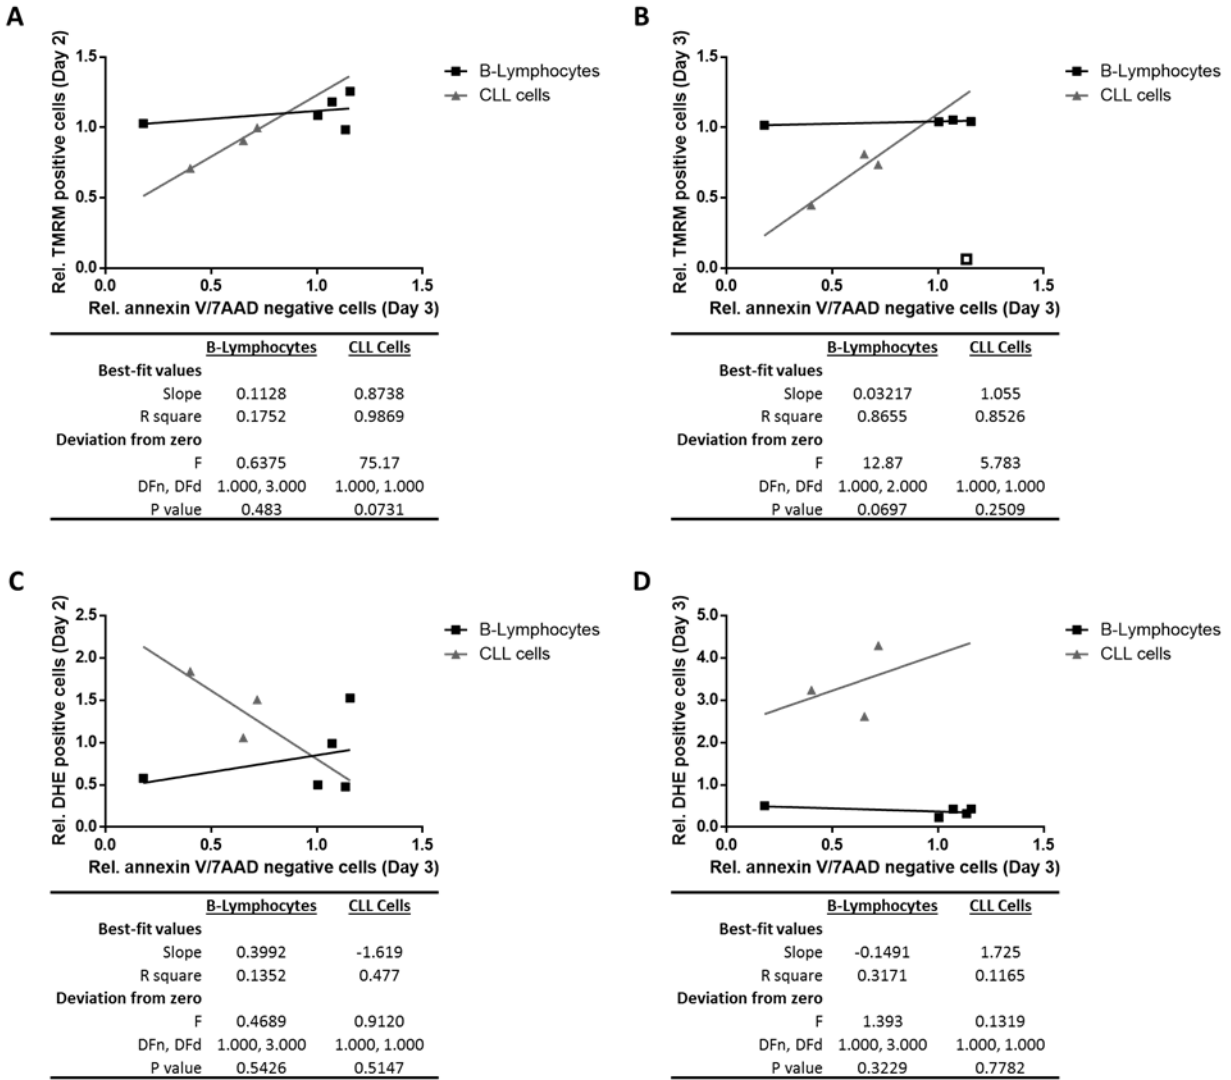 A
Rel. TMRM positive cells (Day 2)
1.5
1.0
0.5
0.0
0.0 0.5 1.0 1.5
Rel. annexin V/7AAD negative cells (Day 3)
B-Lymphocytes
CLL cells
B-Lymphocytes CLL Cells
Best-fit values
Slope 0.1128 0.8738
R square 0.1752 0.9869
Deviation from zero
F 0.6375 75.17
DFn, DFd 1.000, 3.000 1.000, 1.000
P value 0.483 0.0731
B
Rel. TMRM positive cells (Day 3)
1.5
1.0
0.5
0.0
0.0 0.5 1.0 1.5
Rel. annexin V/7AAD negative cells (Day 3)
B-Lymphocytes
CLL cells
B-Lymphocytes CLL Cells
Best-fit values
Slope 0.03217 1.055
R square 0.8655 0.8526
Deviation from zero
F 12.87 5.783
DFn, DFd 1.000, 2.000 1.000, 1.000
P value 0.0697 0.2509
C
Rel. DHE positive cells (Day 2)
2.5
2.0
1.5
1.0
0.5
0.0
0.0 0.5 1.0 1.5
Rel. annexin V/7AAD negative cells (Day 3)
B-Lymphocytes
CLL cells
B-Lymphocytes CLL Cells
Best-fit values
Slope 0.3992 -1.619
R square 0.1352 0.477
Deviation from zero
F 0.4689 0.9120
DFn, DFd 1.000, 3.000 1.000, 1.000
P value 0.5426 0.5147
D
Rel. DHE positive cells (Day 3)
5.0
4.0
3.0
2.0
1.0
0.0
0.0 0.5 1.0 1.5
Rel. annexin V/7AAD negative cells (Day 3)
B-Lymphocytes
CLL cells
B-Lymphocytes CLL Cells
Best-fit values
Slope -0.1491 1.725
R square 0.3171 0.1165
Deviation from zero
F 1.393 0.1319
DFn, DFd 1.000, 3.000 1.000, 1.000
P value 0.3229 0.7782